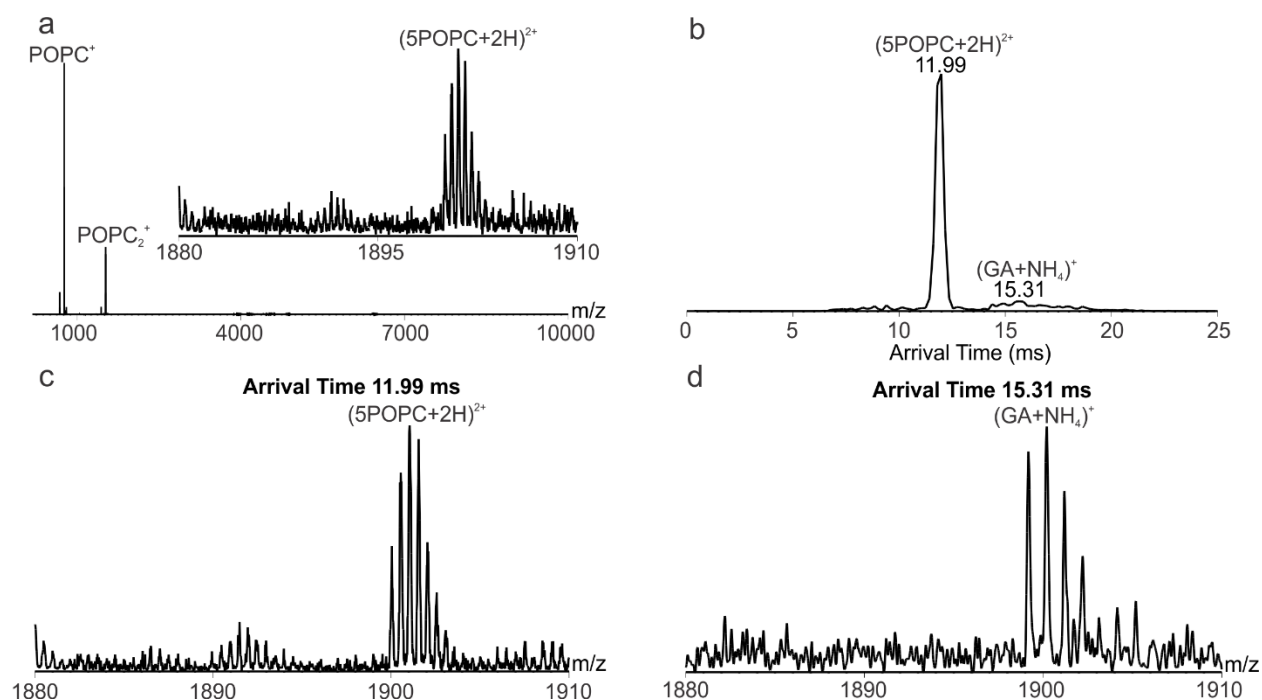 a
POPC⁺
POPC₂⁺
(5POPC+2H)²⁺
1880 1895 1910
1000 4000 7000 10000 m/z
b
(5POPC+2H)²⁺
11.99
(GA+NH₄)⁺
15.31
0 5 10 15 20 25
Arrival Time (ms)
c
Arrival Time 11.99 ms
(5POPC+2H)²⁺
1880 1890 1900 1910 m/z
d
Arrival Time 15.31 ms
(GA+NH₄)⁺
1880 1890 1900 1910 m/z